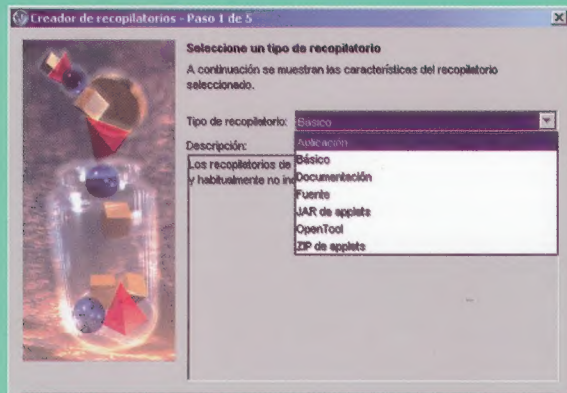 Creador de recopilatorios - Paso 1 de 5
Seleccione un tipo de recopilatorio
A continuación se muestran las características del recopilatorio
seleccionado.
Tipo de recopilatorio: Básico
Aplicación
Descripción:
Básico
Los recopilatorios de
Documentación
y habitualmente no inc
Fuente
JAR de applets
OpenTool
ZIP de applets